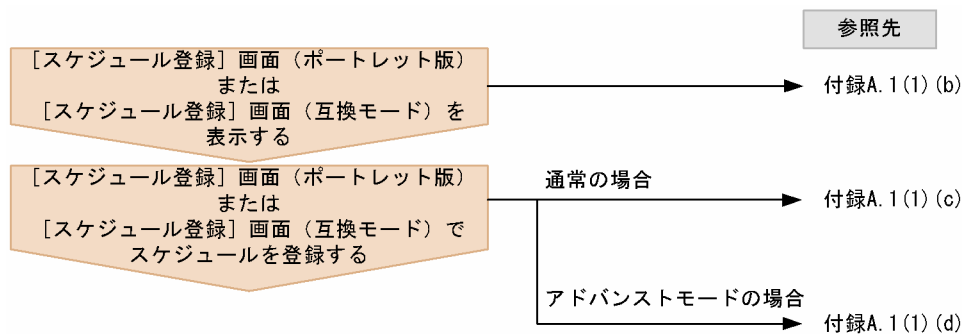 参照先
［スケジュール登録］画面（ポートレット版）
または
［スケジュール登録］画面（互換モード）を
表示する
付録A.1(1)(b)
［スケジュール登録］画面（ポートレット版）
または
［スケジュール登録］画面（互換モード）で
スケジュールを登録する
通常の場合
付録A.1(1)(c)
アドバンストモードの場合
付録A.1(1)(d)